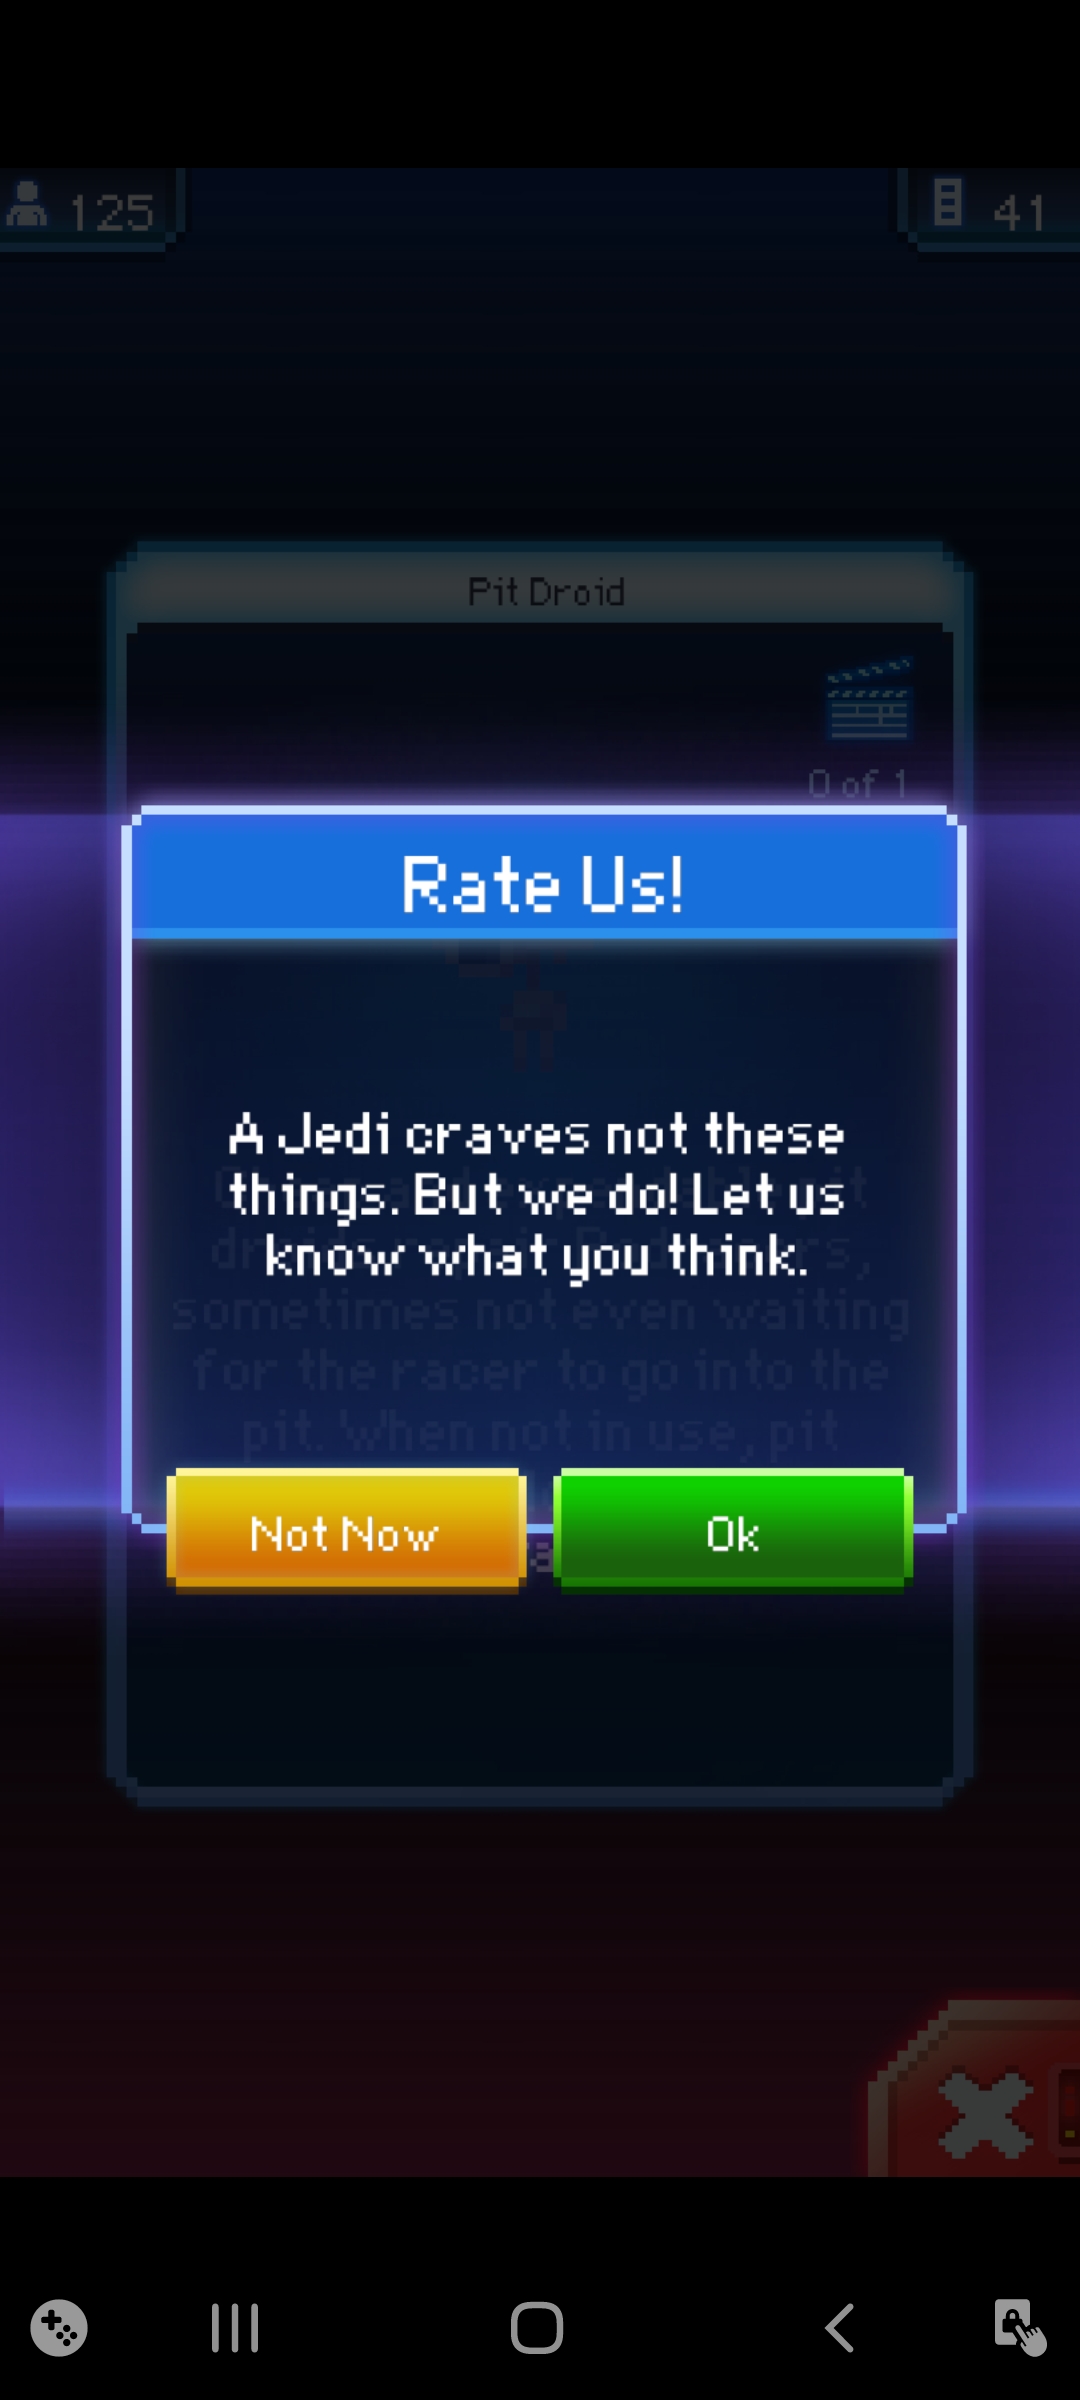 125
41
Pit Droid
0 of 1
Rate Us!
A Jedi craves not these
things. But we do! Let us
know what you think.
sometimes not even waiting
for the racer to go into the
pit. When not in use, pit
Not Now
Ok